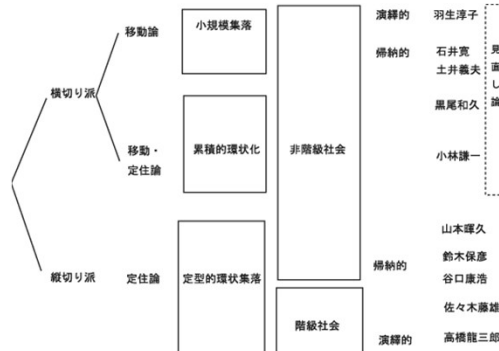 移動論
小規模集落
演繹的
羽生淳子
帰納的
石井寛
土井義夫
見直し論
横切り派
黒尾和久
移動・
定住論
累積的環状化
非階級社会
小林謙一
山本暉久
縦切り派
定住論
定型的環状集落
帰納的
鈴木保彦
谷口康浩
佐々木藤雄
階級社会
演繹的
高橋龍三郎